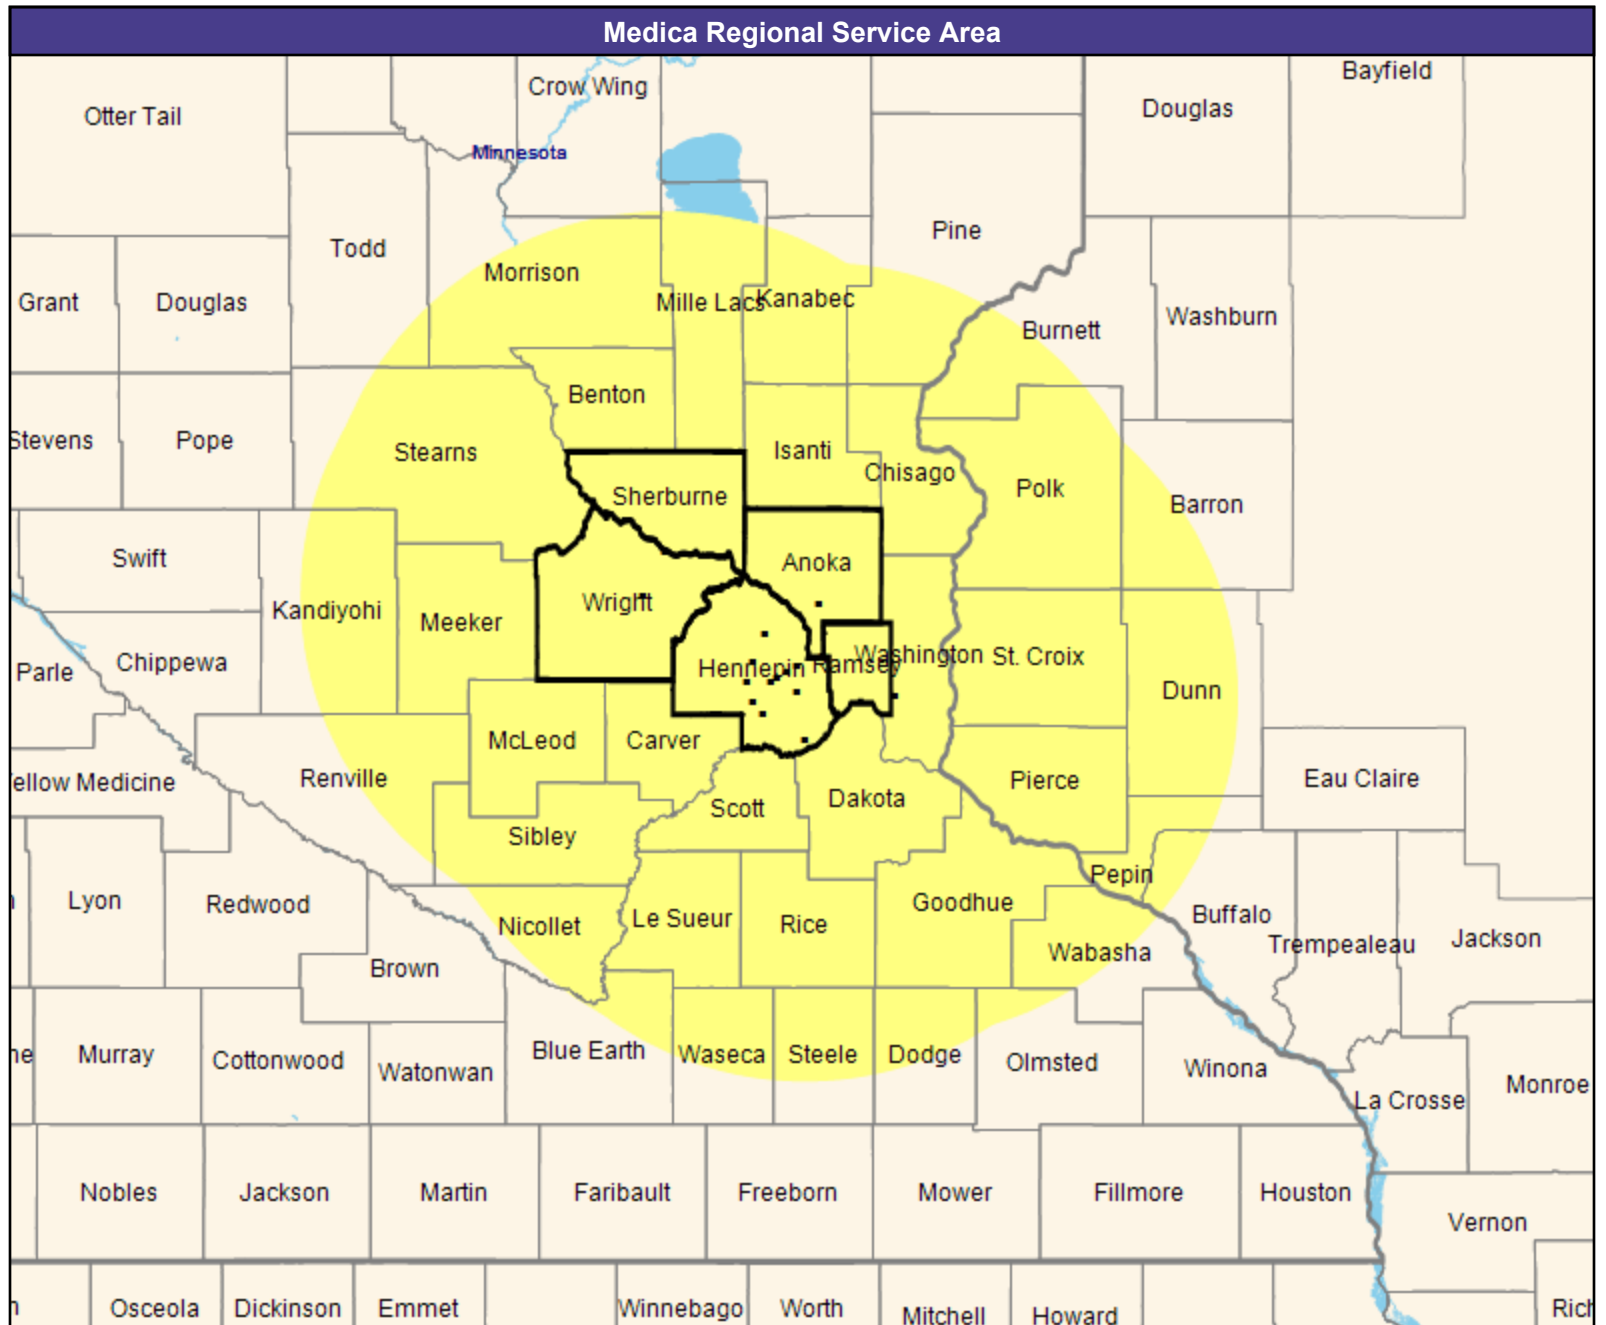 Medica Regional Service Area
Bayfield
Crow Wing
Douglas
Otter Tail
Minnesota
Pine
Todd
Morrison
Grant
Douglas
Mille Lacs
Kanabec
Washburn
Burnett
Benton
Stevens
Pope
Stearns
Isanti
Chisago
Polk
Sherburne
Barron
Swift
Anoka
Wright
Kandiyohi
Meeker
Washington
St. Croix
Chippewa
Parle
Hennepin
Ramsey
Dunn
McLeod
Carver
Renville
Yellow Medicine
Pierce
Eau Claire
Scott
Dakota
Sibley
Pepin
Lyon
Redwood
Goodhue
Buffalo
Le Sueur
Rice
Nicollet
Trempealeau
Jackson
Wabasha
Brown
ne
Murray
Cottonwood
Blue Earth
Waseca
Steele
Dodge
Olmsted
Watonwan
Winona
Monroe
La Crosse
Nobles
Jackson
Martin
Faribault
Freeborn
Mower
Fillmore
Houston
Vernon
Osceola
Dickinson
Emmet
Winnebago
Worth
Mitchell
Howard
Rich